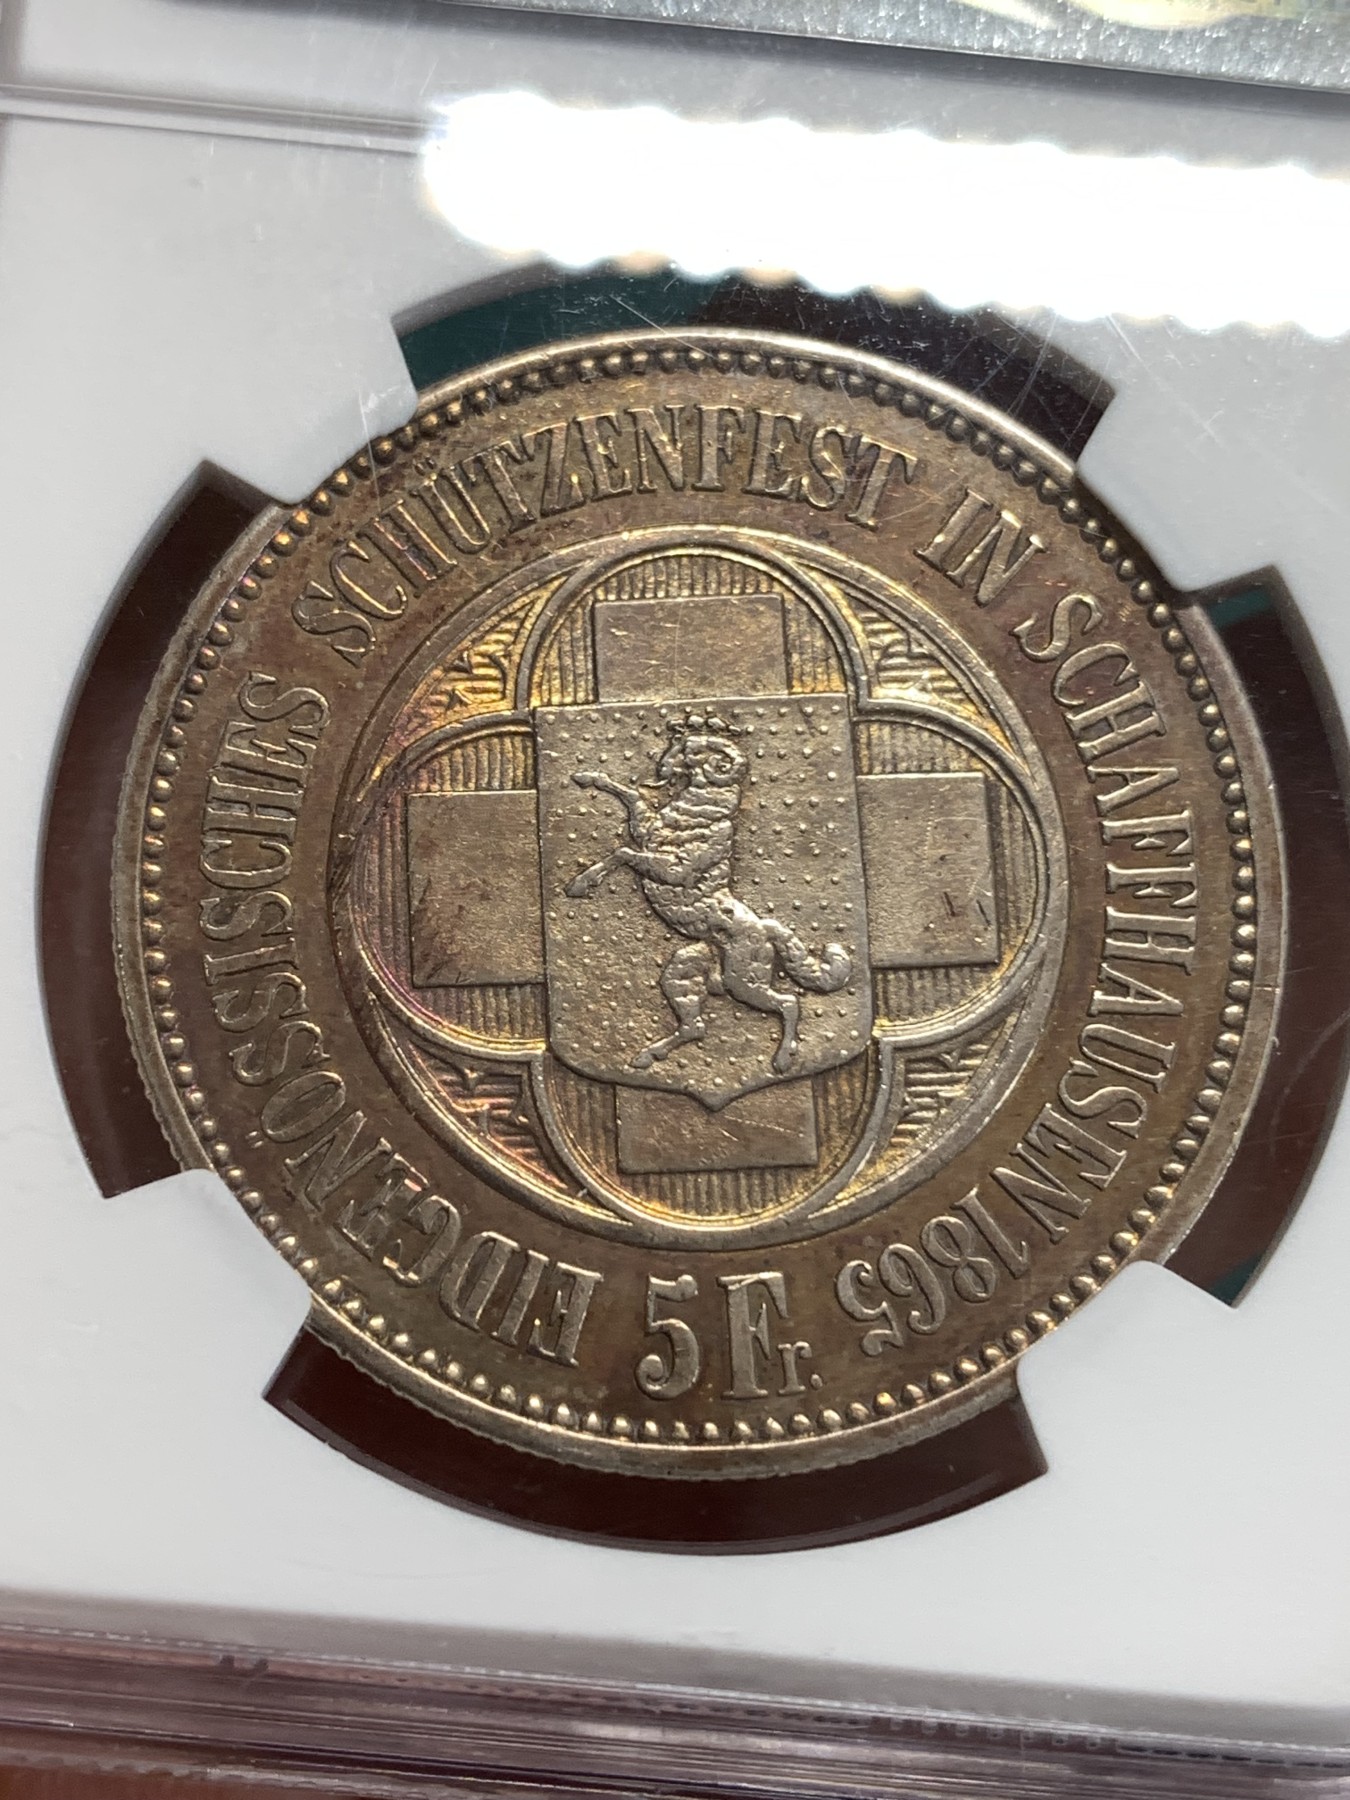 EIDGENÖSSISCHES SCHÜTZENFEST IN SCHAFFHAUSEN 1865
5 Fr.